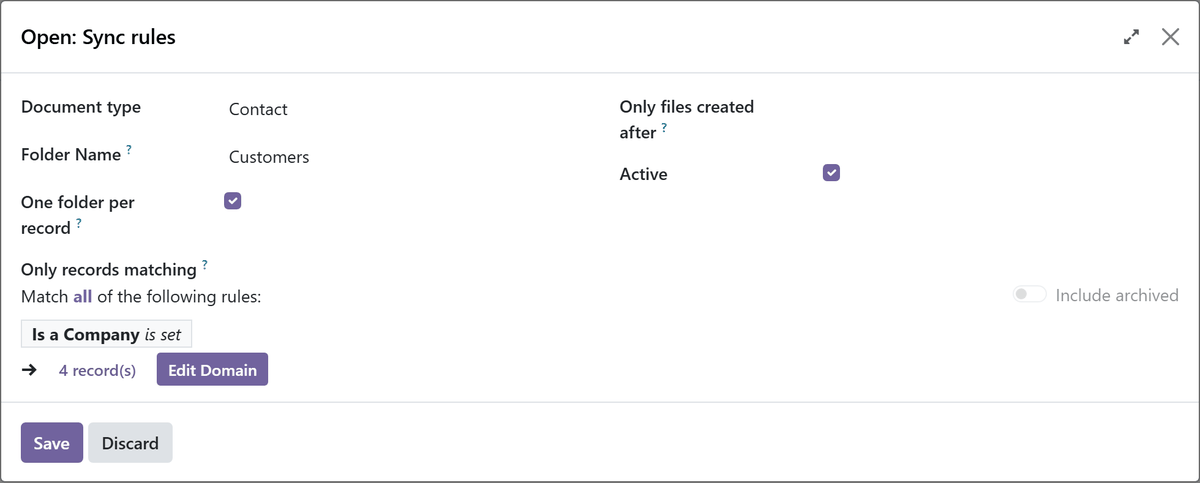 Open: Sync rules
Document type
Contact
Folder Name ?
Customers
One folder per
record ?
Only files created
after ?
Active
Only records matching ?
Match all of the following rules:
Include archived
Is a Company is set
→ 4 record(s)
Edit Domain
Save
Discard